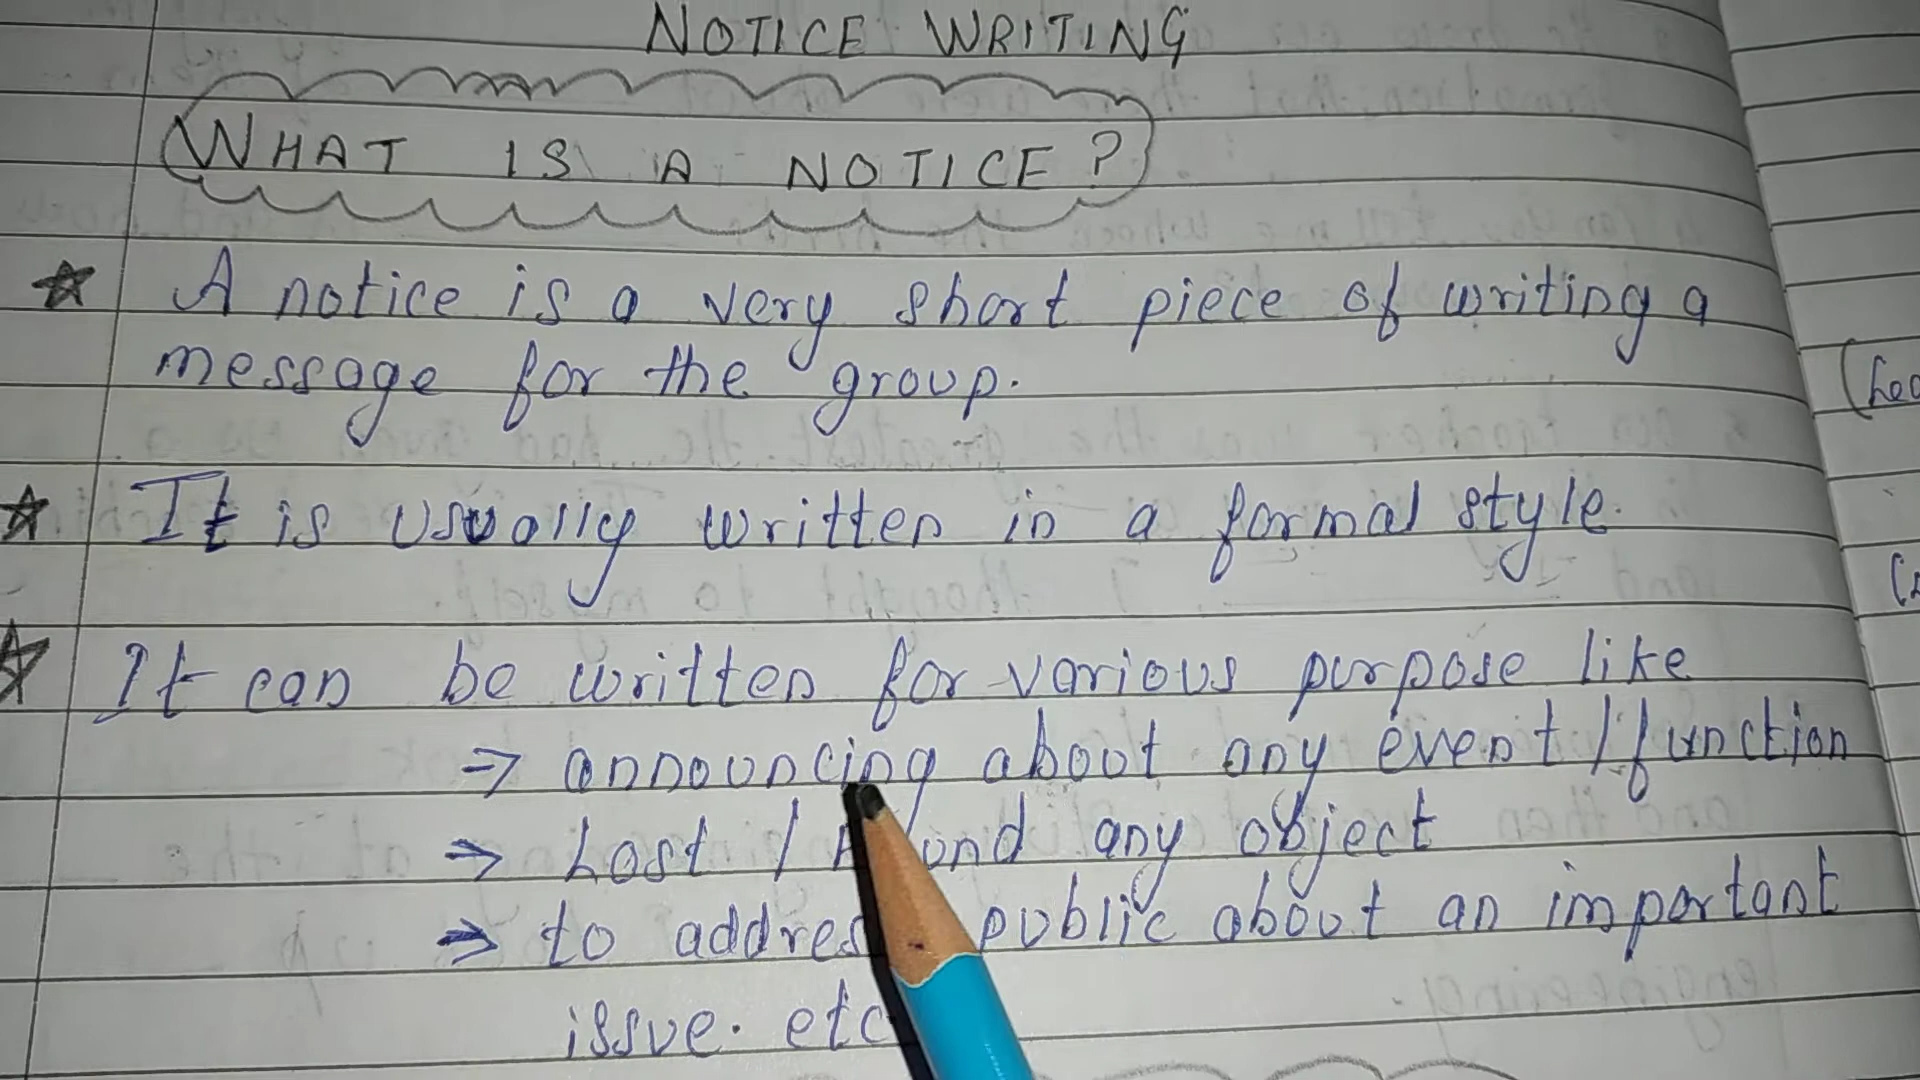 NOTICE WRITING
WHAT IS A NOTICE?
A notice is a very short piece of writing a
message for the group.
It is usually written in a formal style.
It can be written for various purpose like
⇒ announcing about any event / function
⇒ Lost / Found any object
⇒ to address public about an important
issue. etc